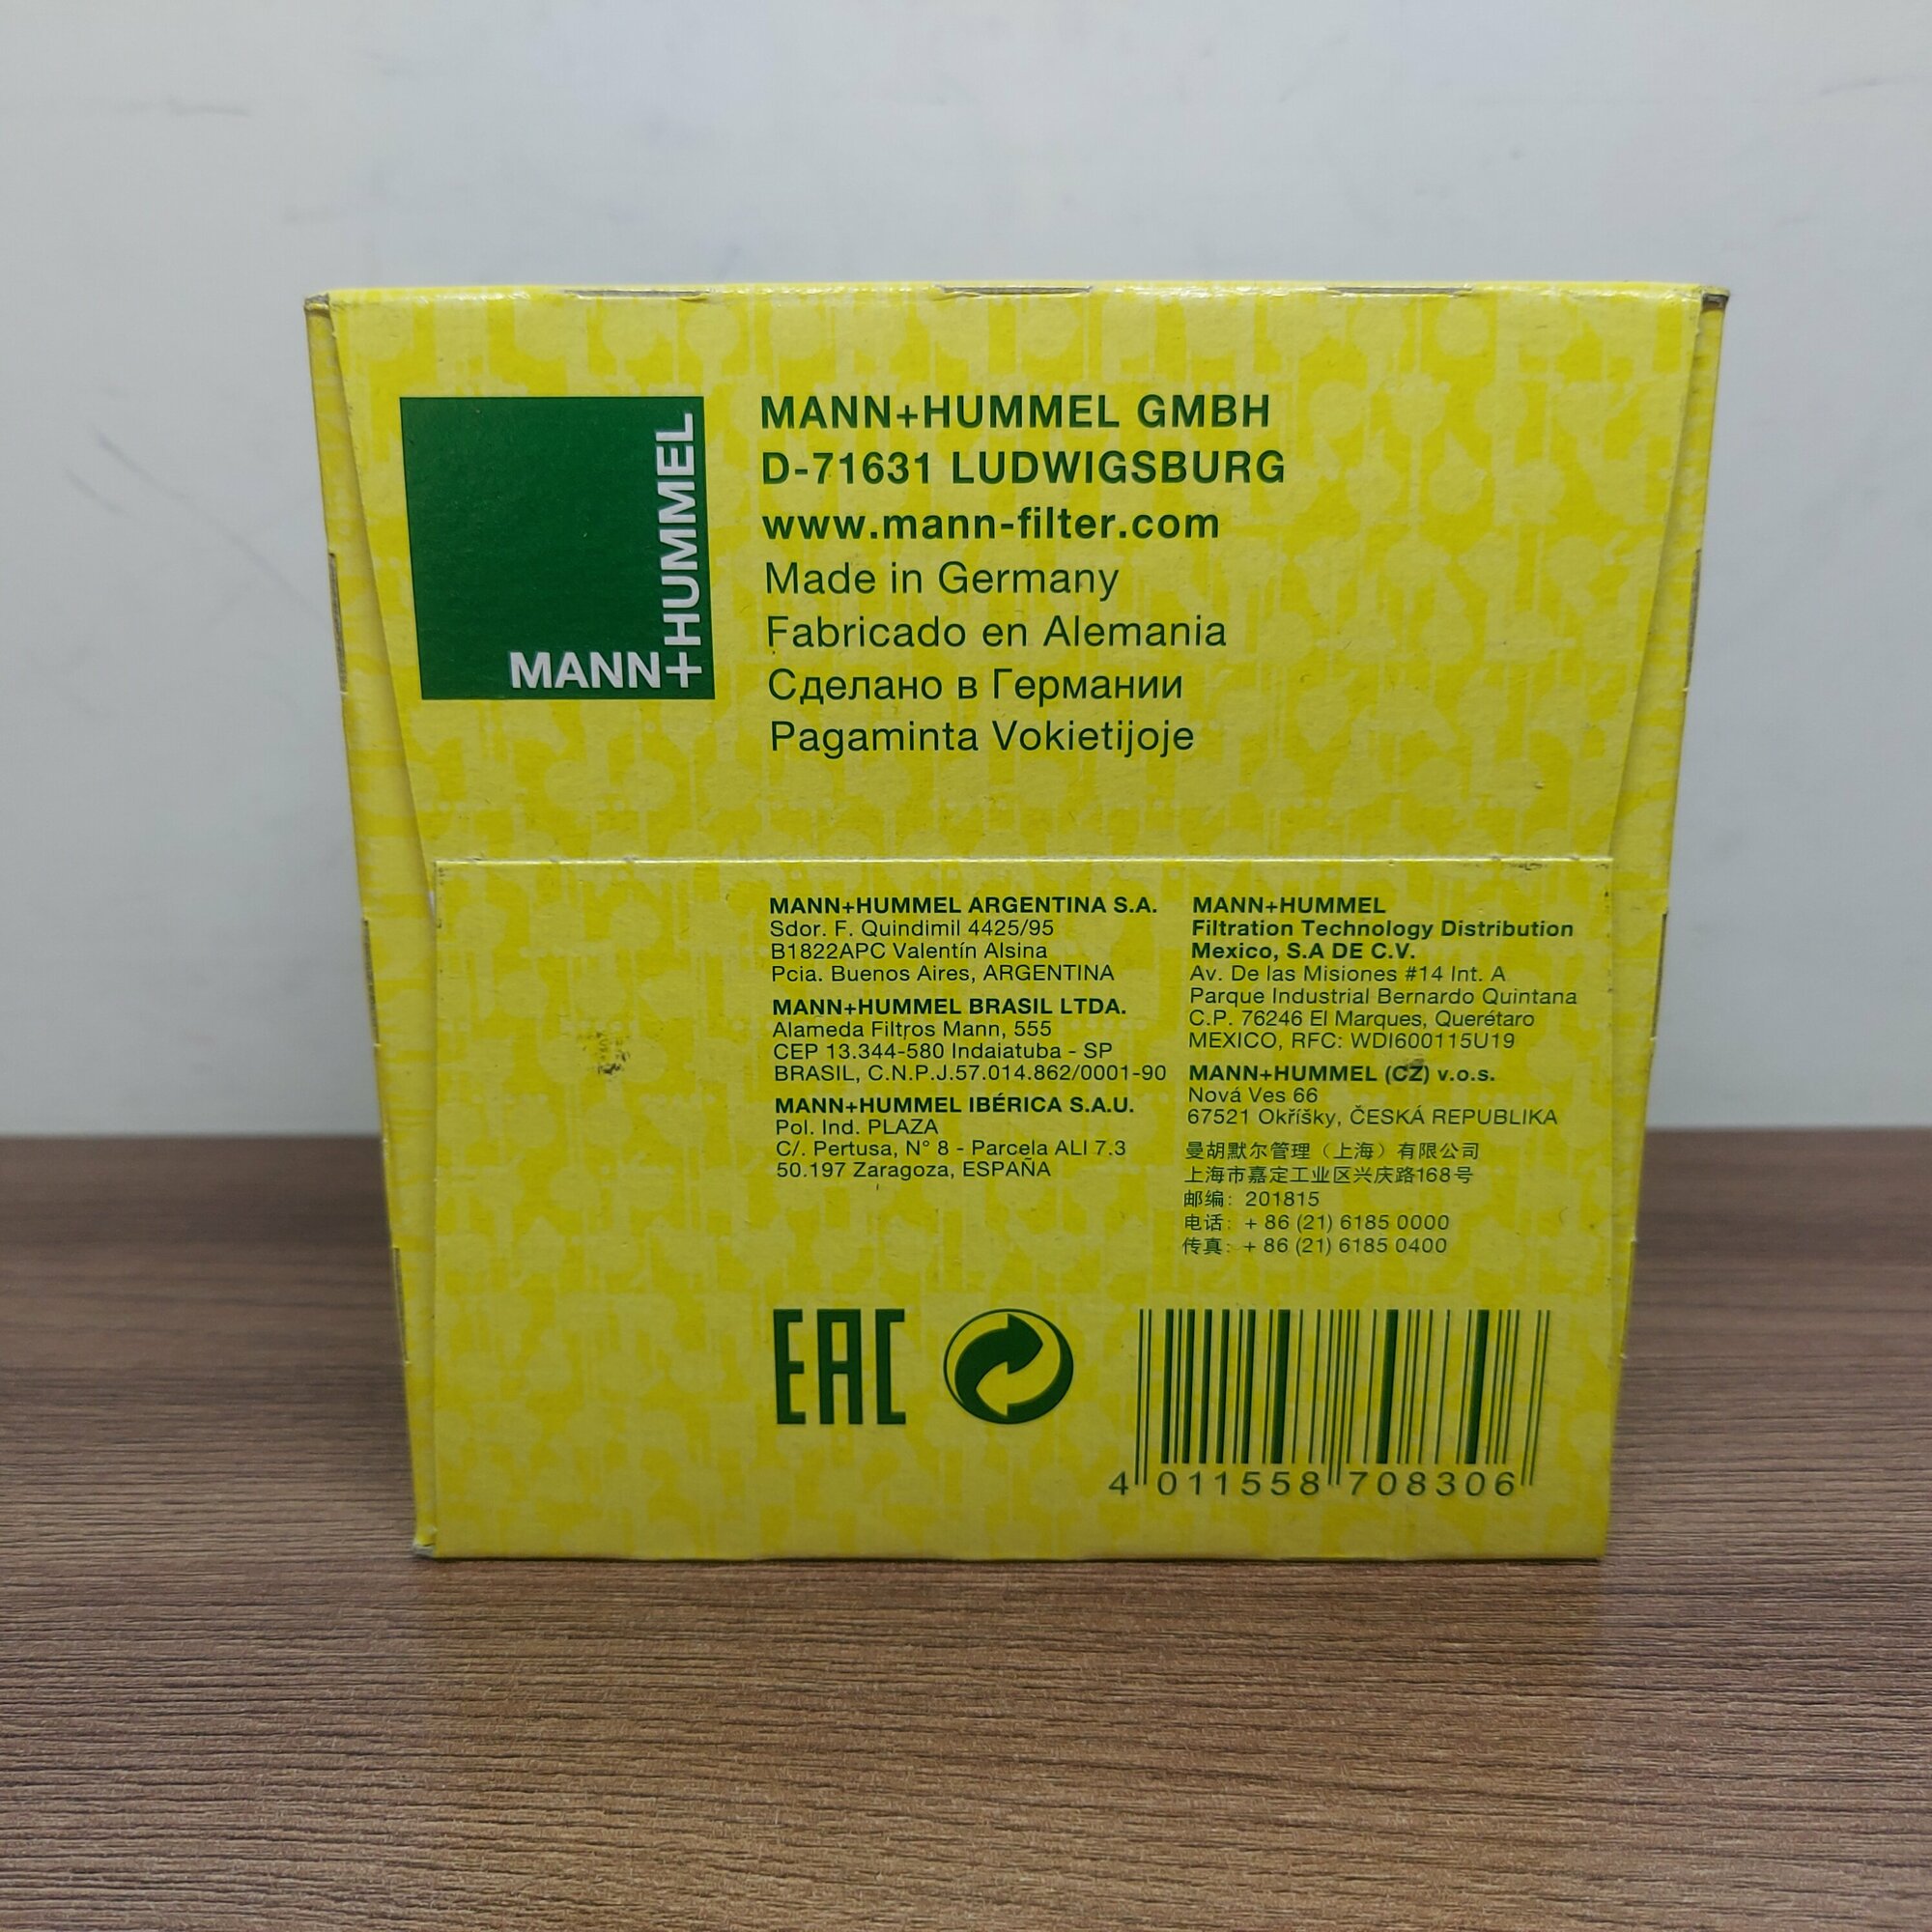 MANN+HUMMEL
MANN+HUMMEL GMBH
D-71631 LUDWIGSBURG
www.mann-filter.com
Made in Germany
Fabricado en Alemania
Сделано в Германии
Pagaminta Vokietijoje
MANN+HUMMEL ARGENTINA S.A.
Sdor. F. Quindimil 4425/95
B1822APC Valentín Alsina
Pcia. Buenos Aires, ARGENTINA
MANN+HUMMEL BRASIL LTDA.
Alameda Filtros Mann, 555
CEP 13.344-580 Indaiatuba - SP
BRASIL, C.N.P.J.57.014.862/0001-90
MANN+HUMMEL IBÉRICA S.A.U.
Pol. Ind. PLAZA
C/. Pertusa, N° 8 - Parcela ALI 7.3
50.197 Zaragoza, ESPAÑA
MANN+HUMMEL
Filtration Technology Distribution
Mexico, S.A DE C.V.
Av. De las Misiones #14 Int. A
Parque Industrial Bernardo Quintana
C.P. 76246 El Marques, Querétaro
MEXICO, RFC: WDI600115U19
MANN+HUMMEL (CZ) v.o.s.
Nová Ves 66
67521 Okříšky, ČESKÁ REPUBLIKA
曼胡默尔管理（上海）有限公司
上海市嘉定工业区兴庆路168号
邮编：201815
电话：+ 86 (21) 6185 0000
传真：+ 86 (21) 6185 0400
EAC
4 011558 708306